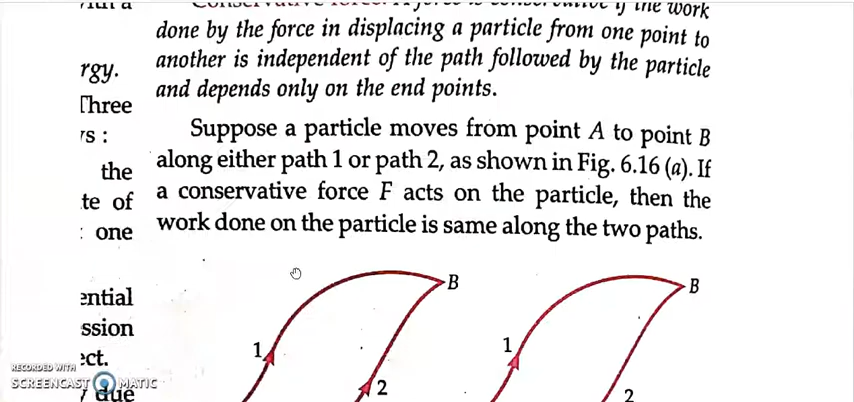 done by the force in displacing a particle from one point to
another is independent of the path followed by the particle
and depends only on the end points.
Suppose a particle moves from point A to point B
along either path 1 or path 2, as shown in Fig. 6.16 (a). If
a conservative force F acts on the particle, then the
work done on the particle is same along the two paths.
rgy.
Three
's :
the
te of
one
ential
ssion
ect.
due
B
1
2
B
1
2
RECORDED WITH
SCREENCAST MATIC